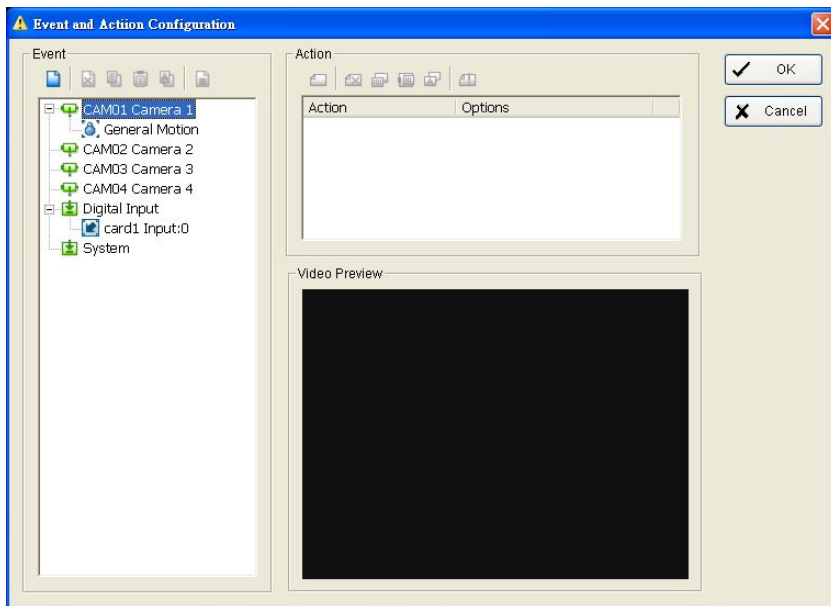 Event and Actiion Configuration
Event
CAM01 Camera 1
General Motion
CAM02 Camera 2
CAM03 Camera 3
CAM04 Camera 4
Digital Input
card1 Input:0
System
Action
Action Options
Video Preview
OK
Cancel